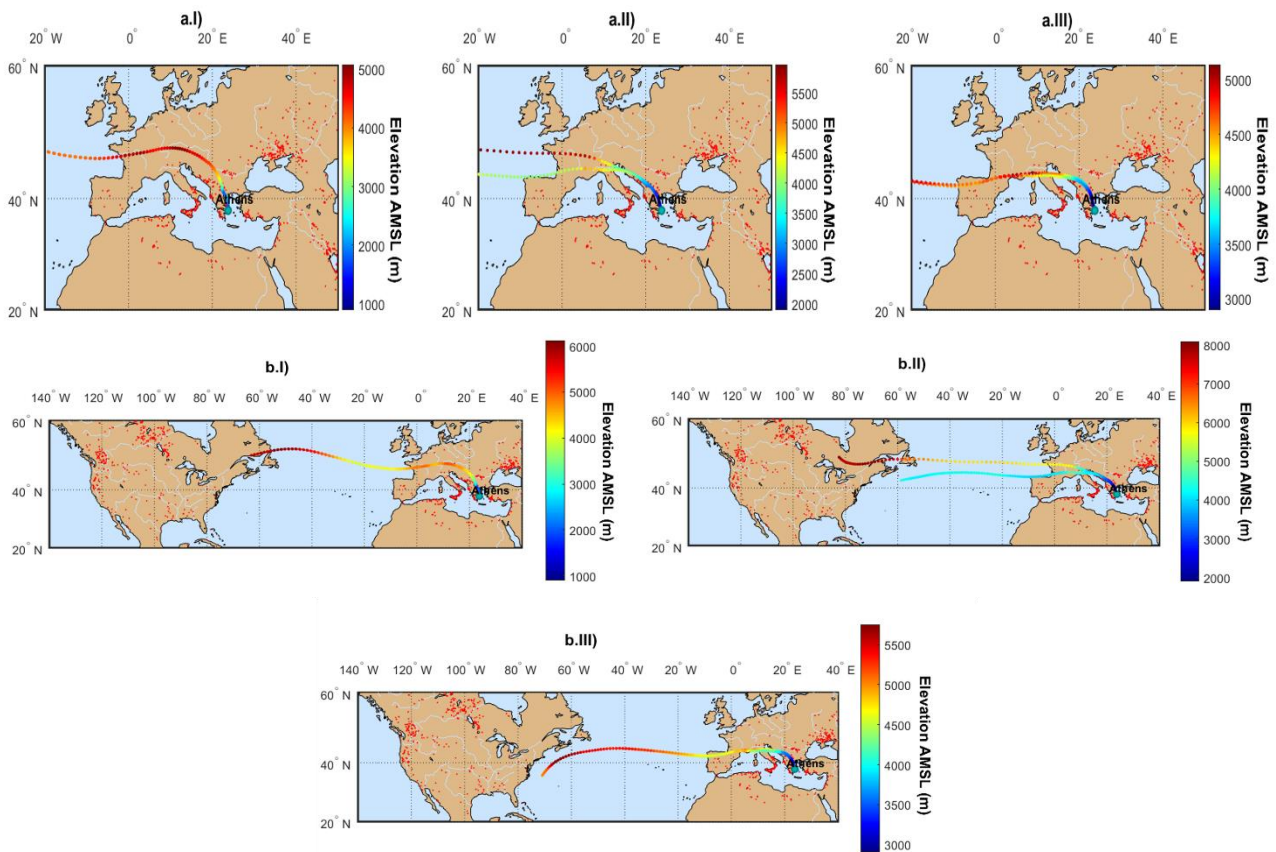 a.I)
20° W 0° 20° E 40° E
60° N
40° N
20° N
Athens
5000
4000
3000
2000
1000
Elevation AMSL (m)
a.II)
0° 20° E 40° E
Athens
5500
5000
4500
4000
3500
3000
2500
2000
Elevation AMSL (m)
a.III)
20° W 0° 20° E 40° E
60° N
40° N
20° N
Athens
5000
4500
4000
3500
3000
Elevation AMSL (m)
b.I)
140° W 120° W 100° W 80° W 60° W 40° W 20° W 0° 20° E 40° E
60° N
40° N
20° N
Athens
6000
5000
4000
3000
2000
1000
Elevation AMSL (m)
b.II)
140° W 120° W 100° W 80° W 60° W 40° W 20° W 0° 20° E 40° E
60° N
40° N
20° N
Athens
8000
7000
6000
5000
4000
3000
2000
Elevation AMSL (m)
b.III)
140° W 120° W 100° W 80° W 60° W 40° W 20° W 0° 20° E 40° E
60° N
40° N
20° N
Athens
5500
5000
4500
4000
3500
3000
Elevation AMSL (m)